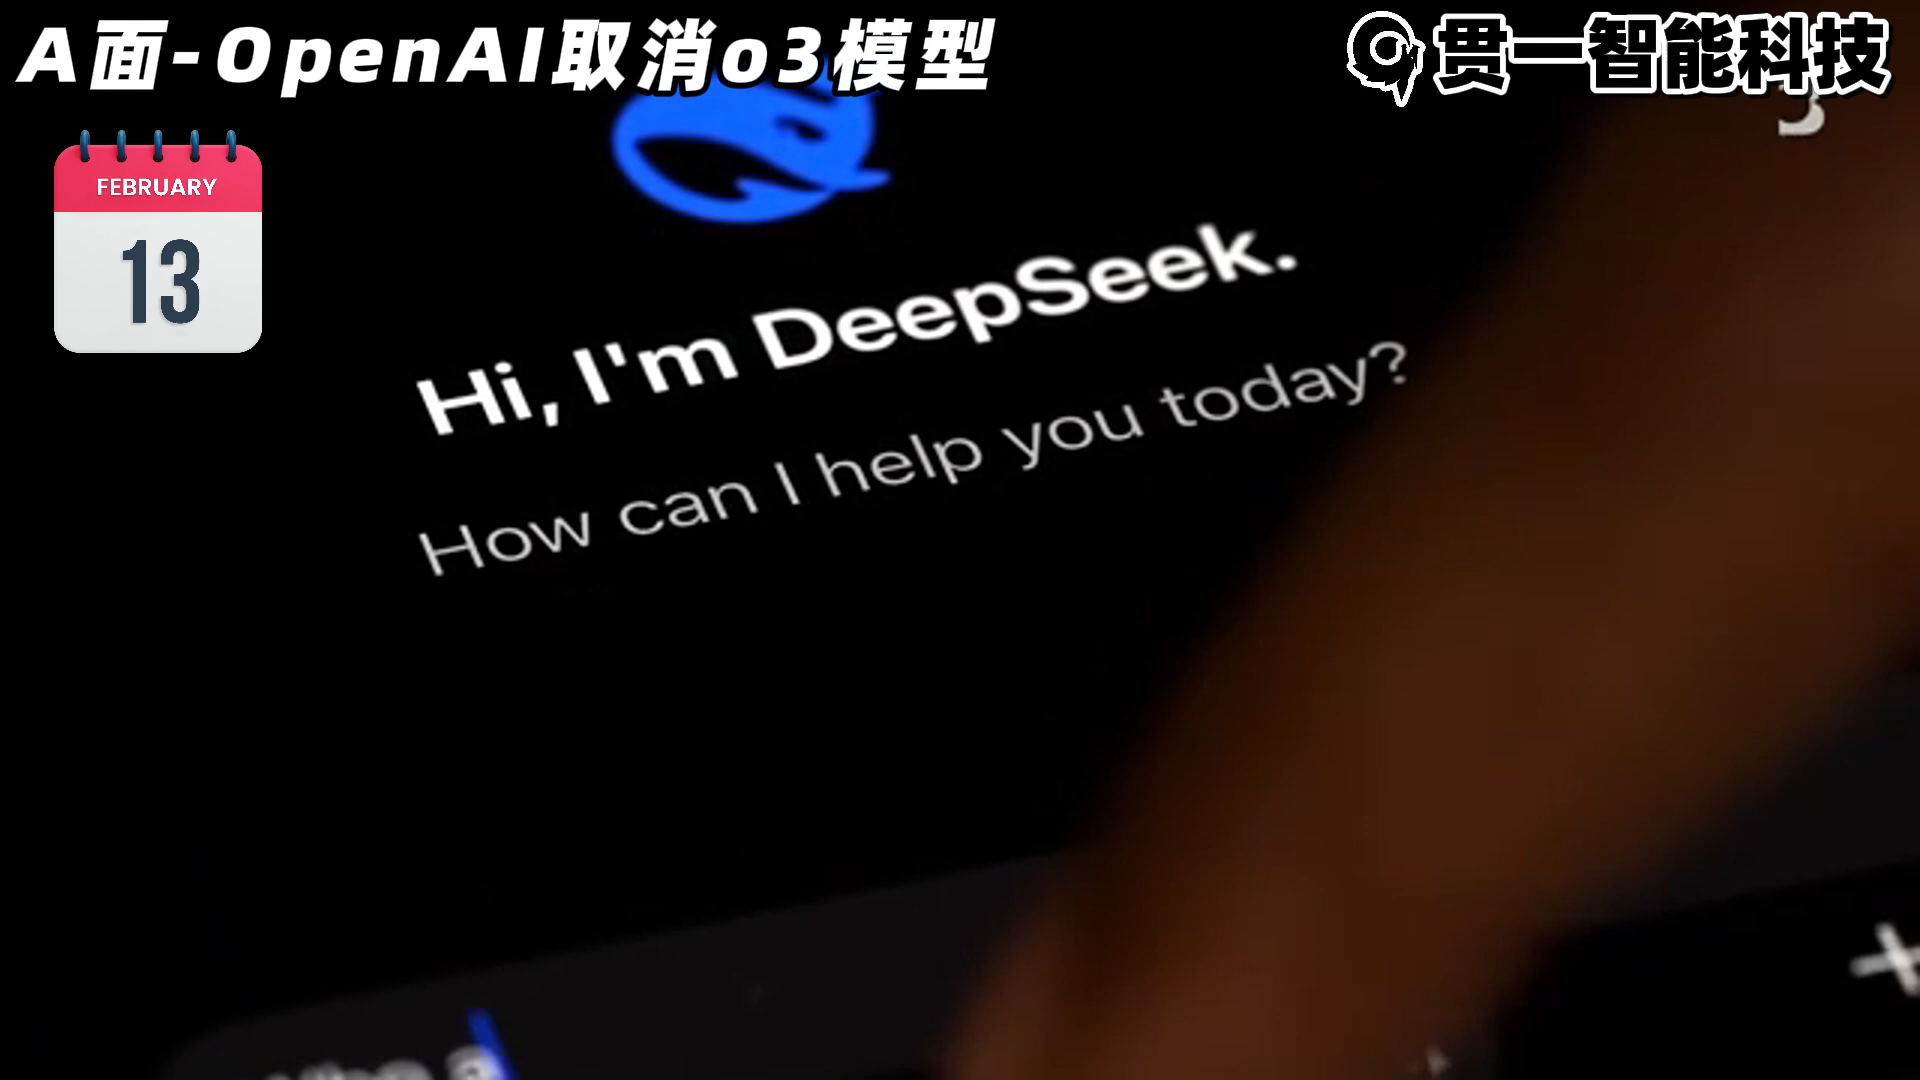 A面-OpenAI取消o3模型
贯一智能科技
FEBRUARY
13
Hi, I'm DeepSeek.
How can I help you today?